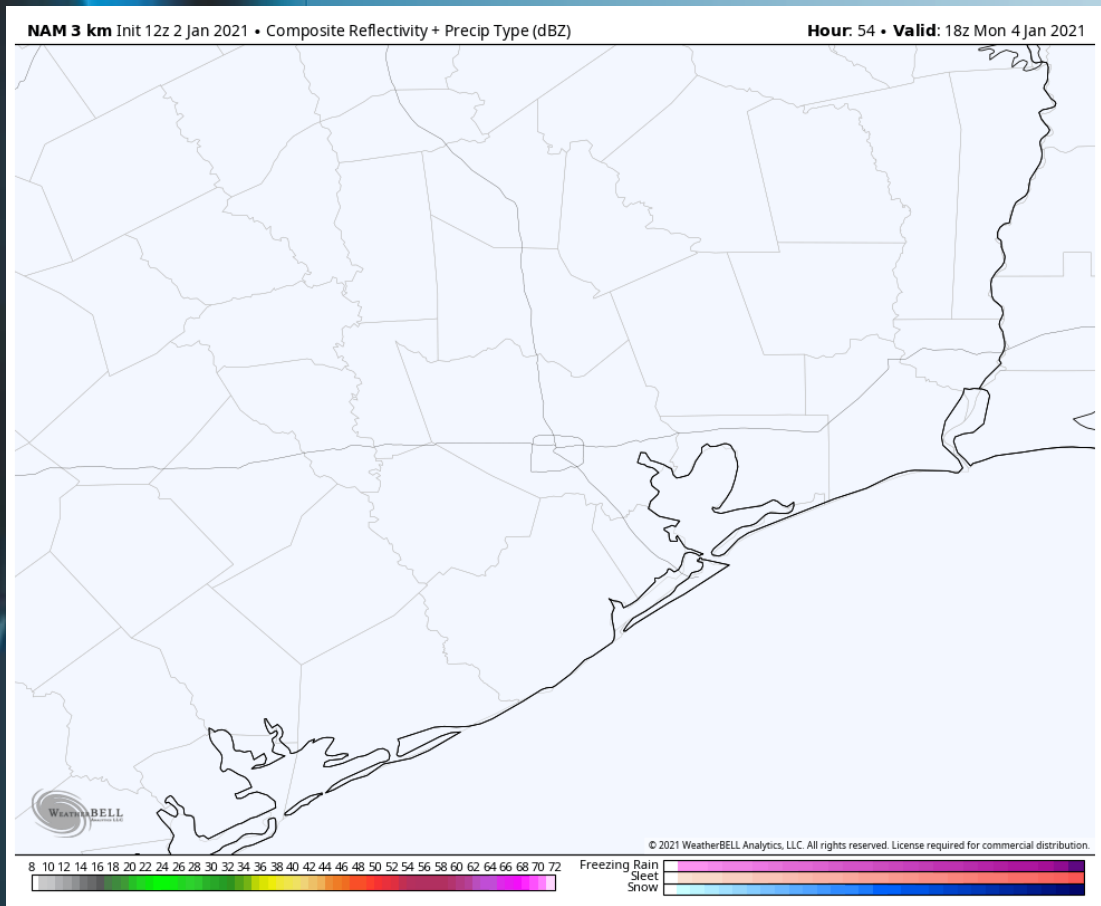 NAM 3 km Init 12z 2 Jan 2021 • Composite Reflectivity + Precip Type (dBZ)
Hour: 54 • Valid: 18z Mon 4 Jan 2021
WEATHERBELL
© 2021 WeatherBELL Analytics, LLC. All rights reserved. License required for commercial distribution.
8 10 12 14 16 18 20 22 24 26 28 30 32 34 36 38 40 42 44 46 48 50 52 54 56 58 60 62 64 66 68 70 72
Freezing Rain
Sleet
Snow